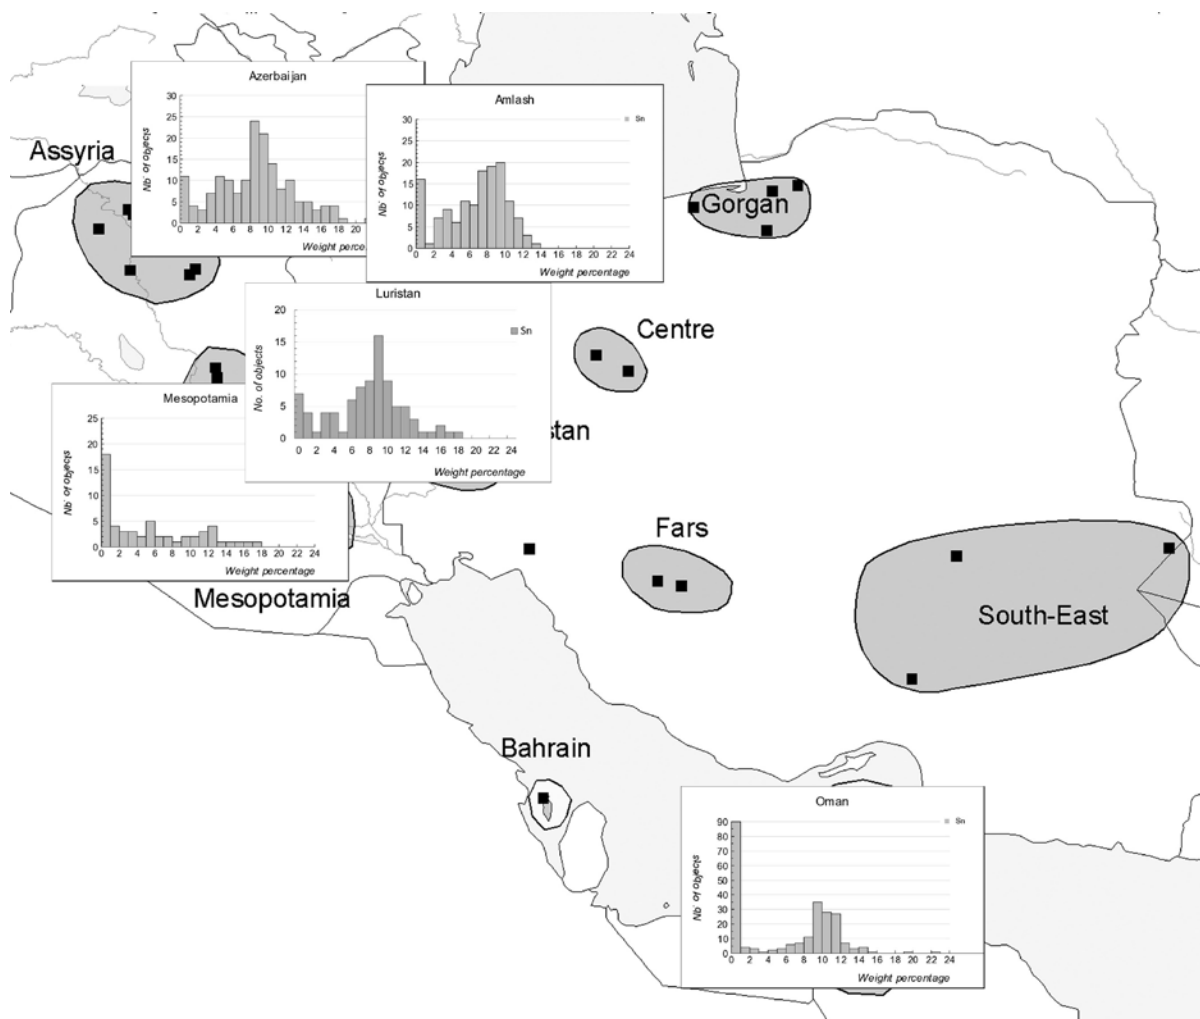 Azerbaijan
30
25
20
15
10
5
0
Nb. of objects
0 2 4 6 8 10 12 14 16 18 20
Weight perce
Amlash
Sn
30
25
20
15
10
5
0
Nb. of objects
0 2 4 6 8 10 12 14 16 18 20 22 24
Weight percentage
Assyria
Gorgan
Luristan
Sn
20
15
10
5
0
No. of objects
0 2 4 6 8 10 12 14 16 18 20 22 24
Weight percentage
Centre
stan
Mesopotamia
25
20
15
10
5
0
Nb. of objects
0 2 4 6 8 10 12 14 16 18 20 22 24
Weight percentage
Mesopotamia
Fars
South-East
Bahrain
Oman
Sn
90
80
70
60
50
40
30
20
10
0
Nb. of objects
0 2 4 6 8 10 12 14 16 18 20 22 24
Weight percentage